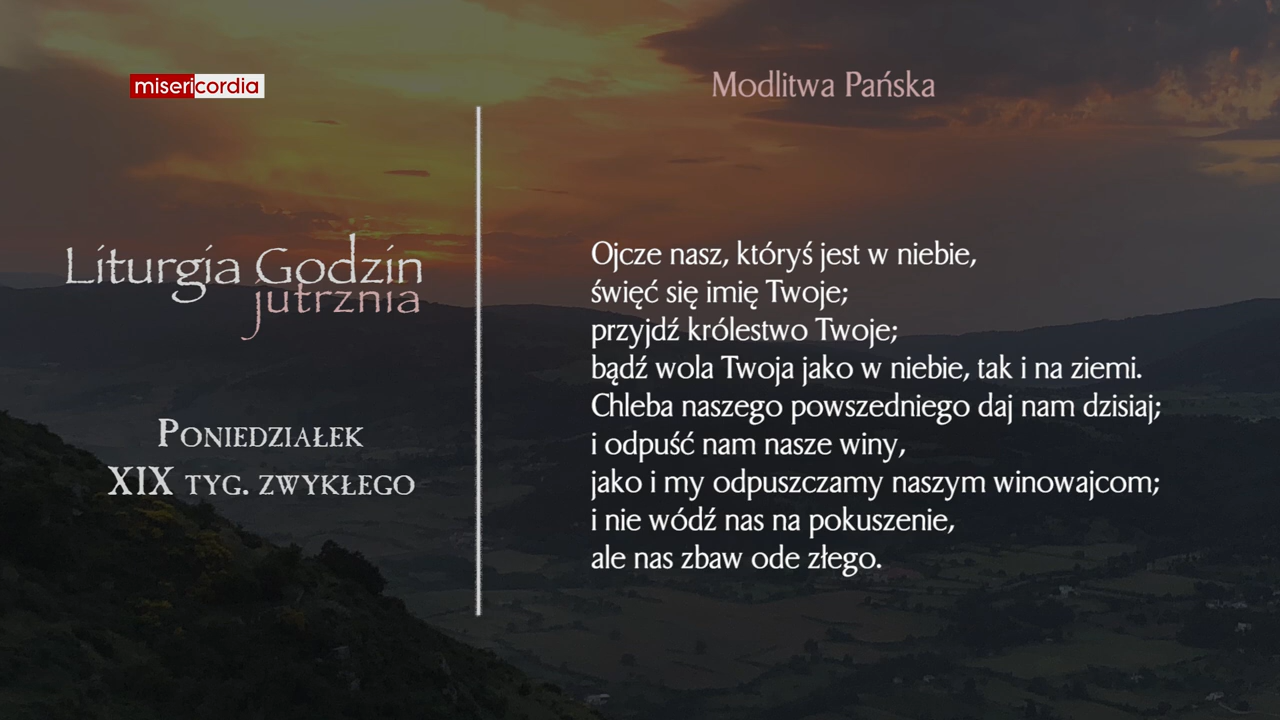 misericordia
Liturgia Godzin
jutrznia
Poniedziałek
XIX tyg. zwykłego
Modlitwa Pańska
Ojcze nasz, któryś jest w niebie,
święć się imię Twoje;
przyjdź królestwo Twoje;
bądź wola Twoja jako w niebie, tak i na ziemi.
Chleba naszego powszedniego daj nam dzisiaj;
i odpuść nam nasze winy,
jako i my odpuszczamy naszym winowajcom;
i nie wódź nas na pokuszenie,
ale nas zbaw ode złego.